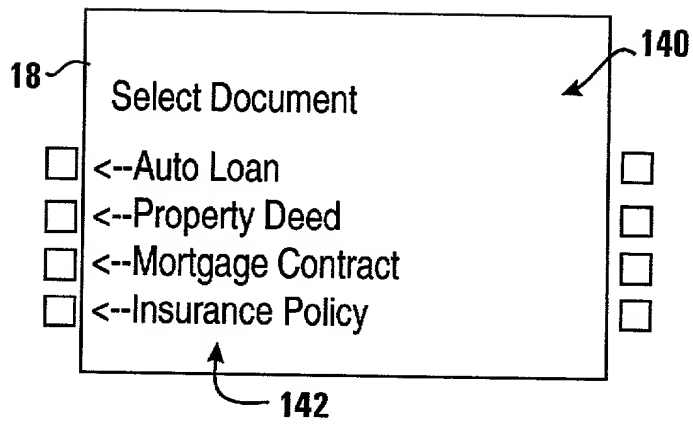 140
18
Select Document
<--Auto Loan
<--Property Deed
<--Mortgage Contract
<--Insurance Policy
142